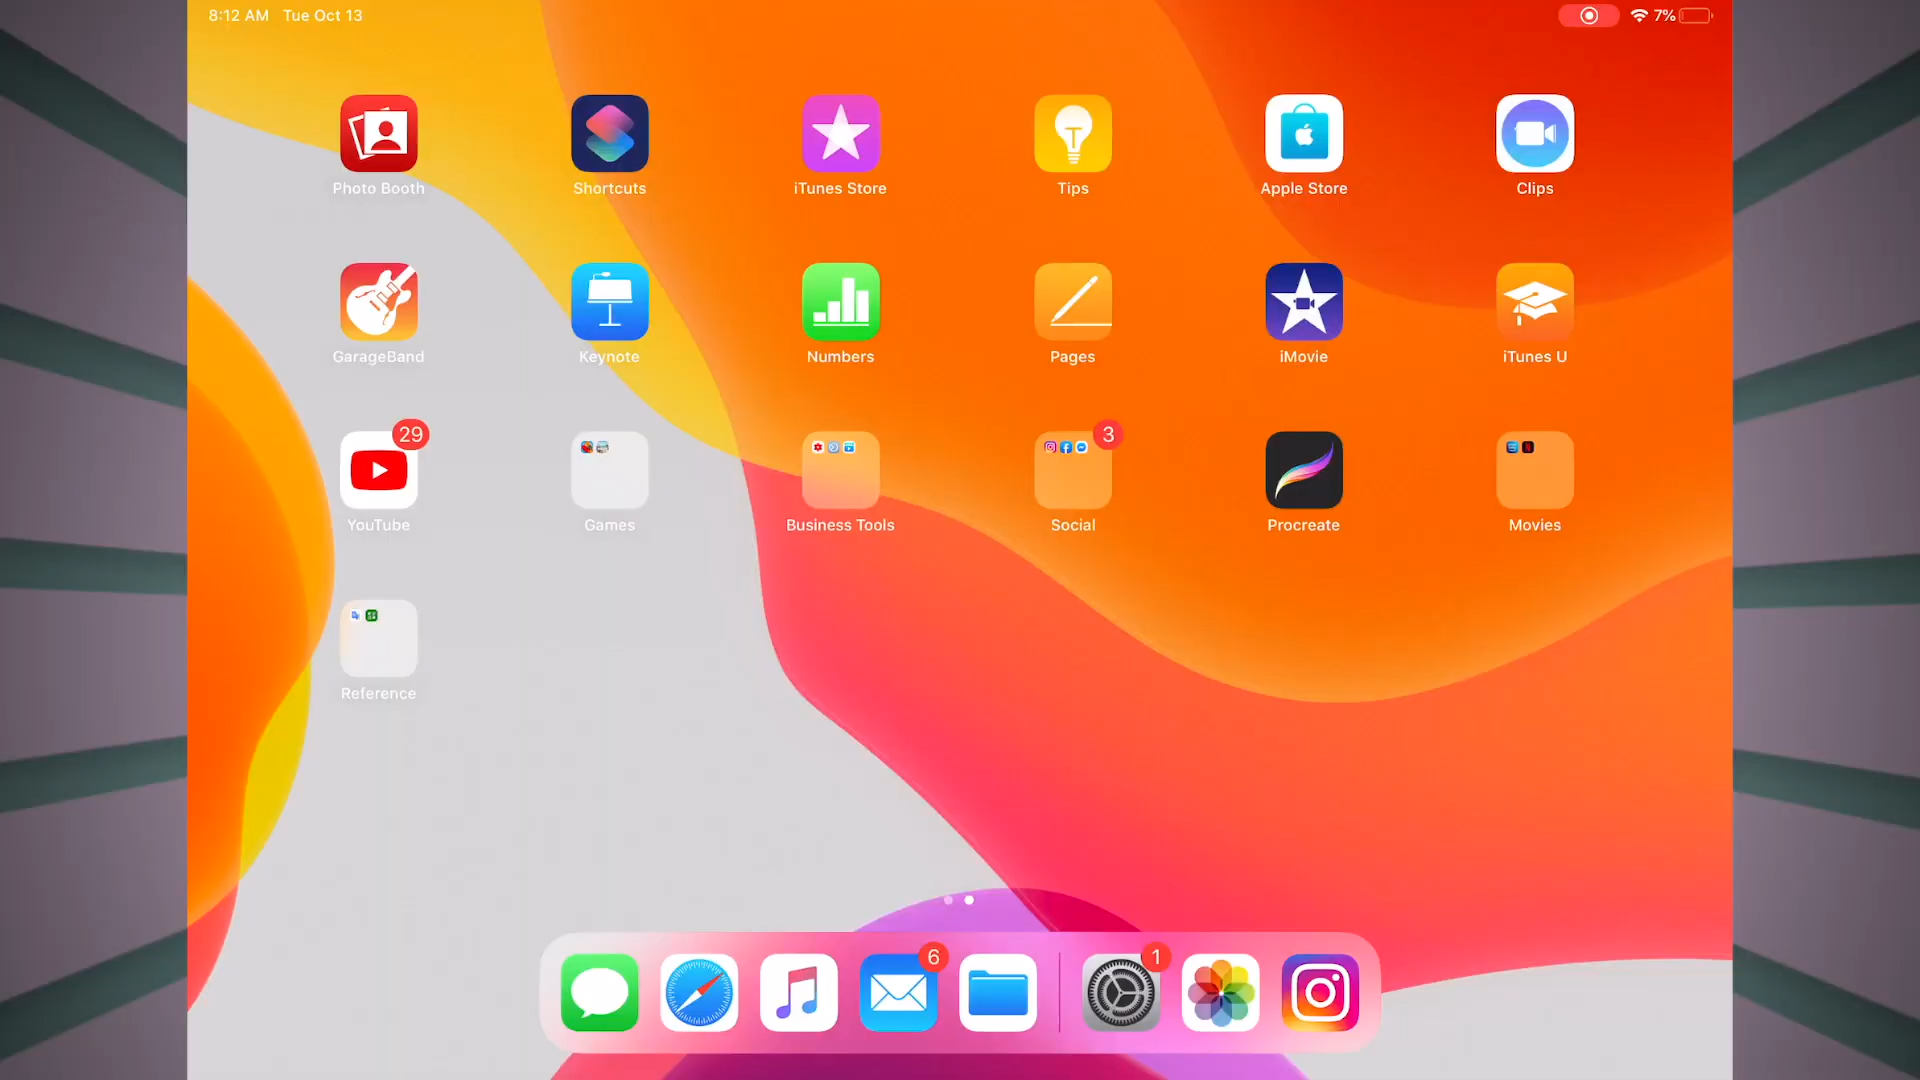 8:12 AM Tue Oct 13
7%
Photo Booth
Shortcuts
iTunes Store
Tips
Apple Store
Clips
GarageBand
Keynote
Numbers
Pages
iMovie
iTunes U
29
3
YouTube
Games
Business Tools
Social
Procreate
Movies
Reference
6
1